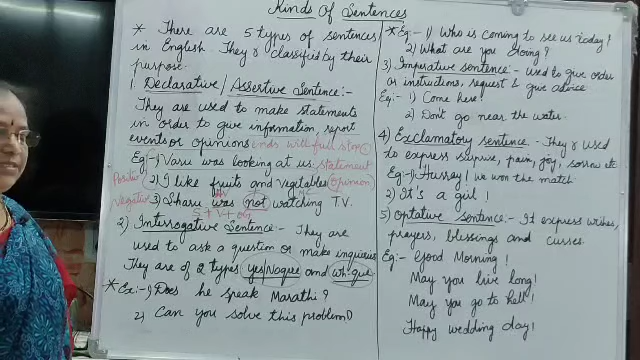 Kinds Of Sentences
* There are 5 types of sentences
in English. They r classified by their
purpose.
1. Declarative/Assertive Sentence:-
They are used to make statements
in order to give information, report
events or opinions ends with full stop
Eg:-1) Vasu was looking at us. statement
Positive 2) I like fruits and vegetables opinion
HV
Negative 3) Sharu was not watching T.V.
S + V + Obj
2) Interrogative Sentence:- They are
used to ask a question or make inquiries
They are of 2 types yes/No que and wh-que
* Ex:-1) Does he speak Marathi?
2) Can you solve this problem
* Eg:- 1) Who is coming to see us today?
2) What are you doing?
3) Imperative sentence:- used to give order
or instructions, request & give advice
Eg:- 1) Come here!
2) Don't go near the water.
4) Exclamatory sentence - They r used
to express surprise, pain, joy, sorrow etc
Eg:-1) Hurray! we won the match.
2) It's a girl!
5) Optative sentence:- It express wishes,
prayers, blessings and curses.
Eg:- Good Morning!
May you live long!
May you go to hell!
Happy wedding day!